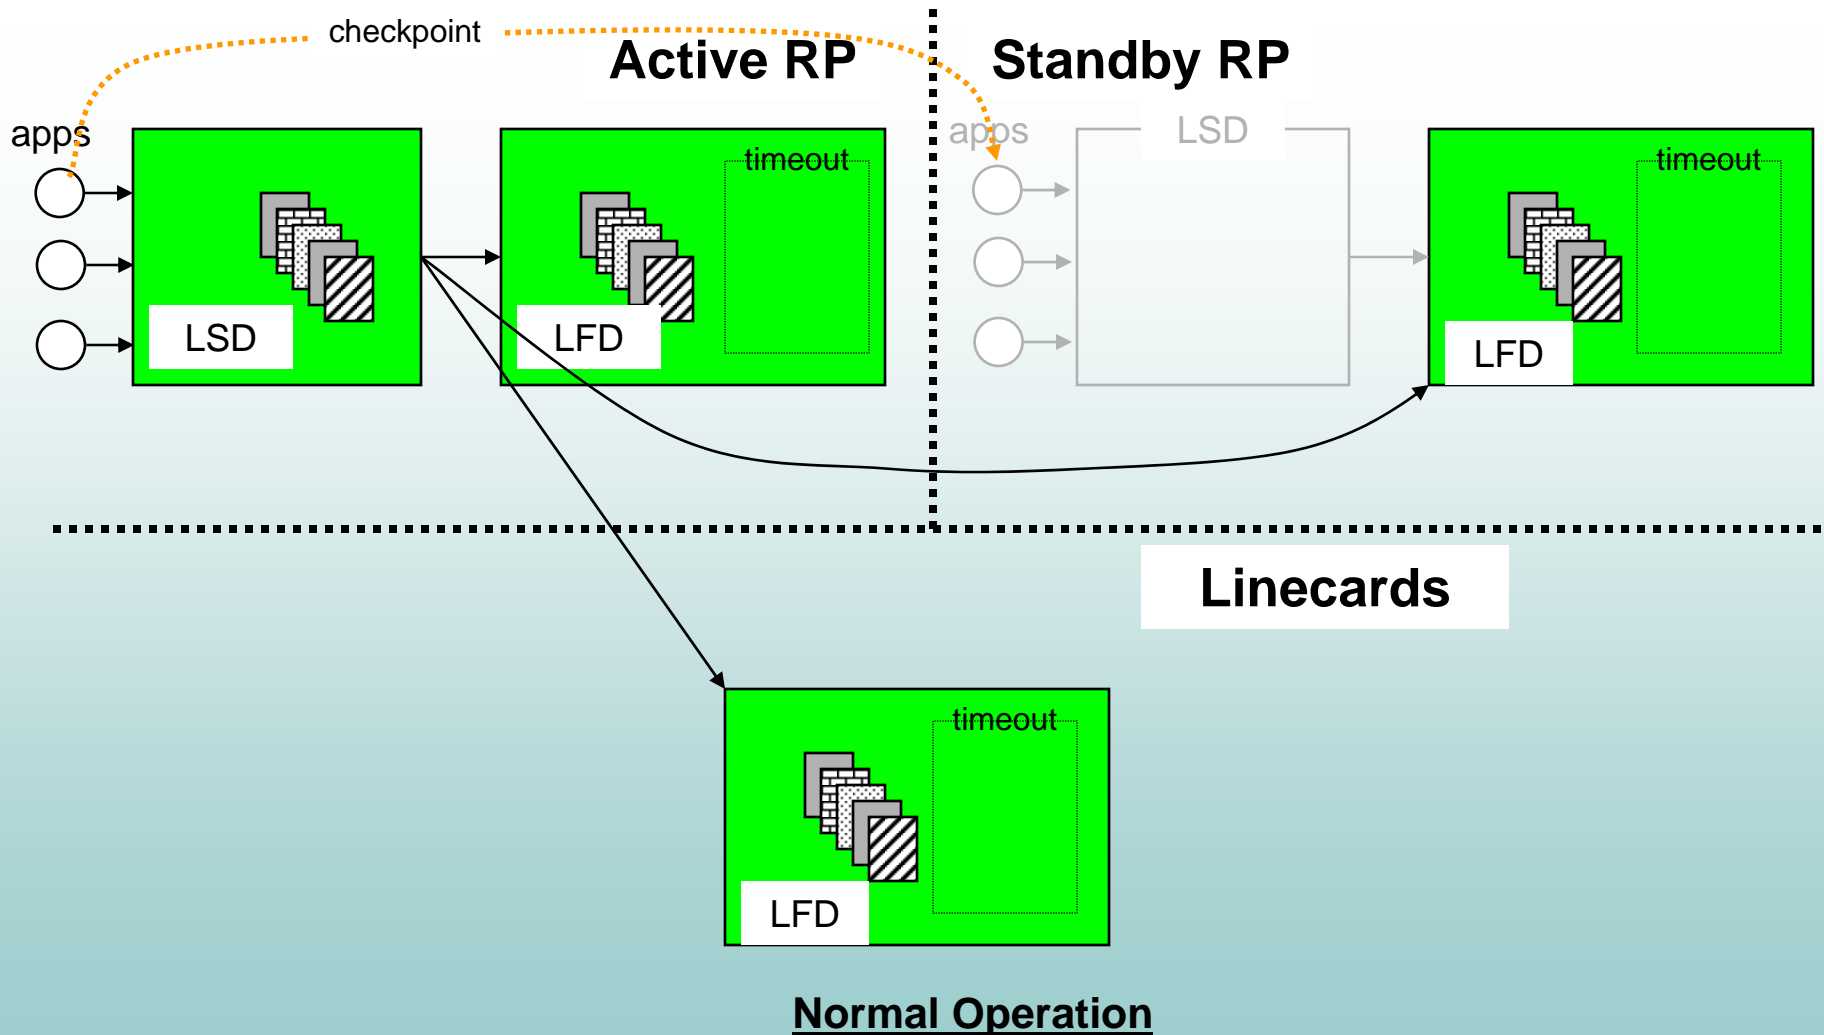 checkpoint
Active RP
Standby RP
apps
timeout
LSD
LFD
apps
LSD
timeout
LFD
Linecards
timeout
LFD
Normal Operation